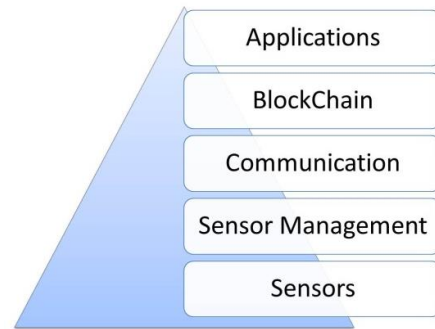 Applications
BlockChain
Communication
Sensor Management
Sensors